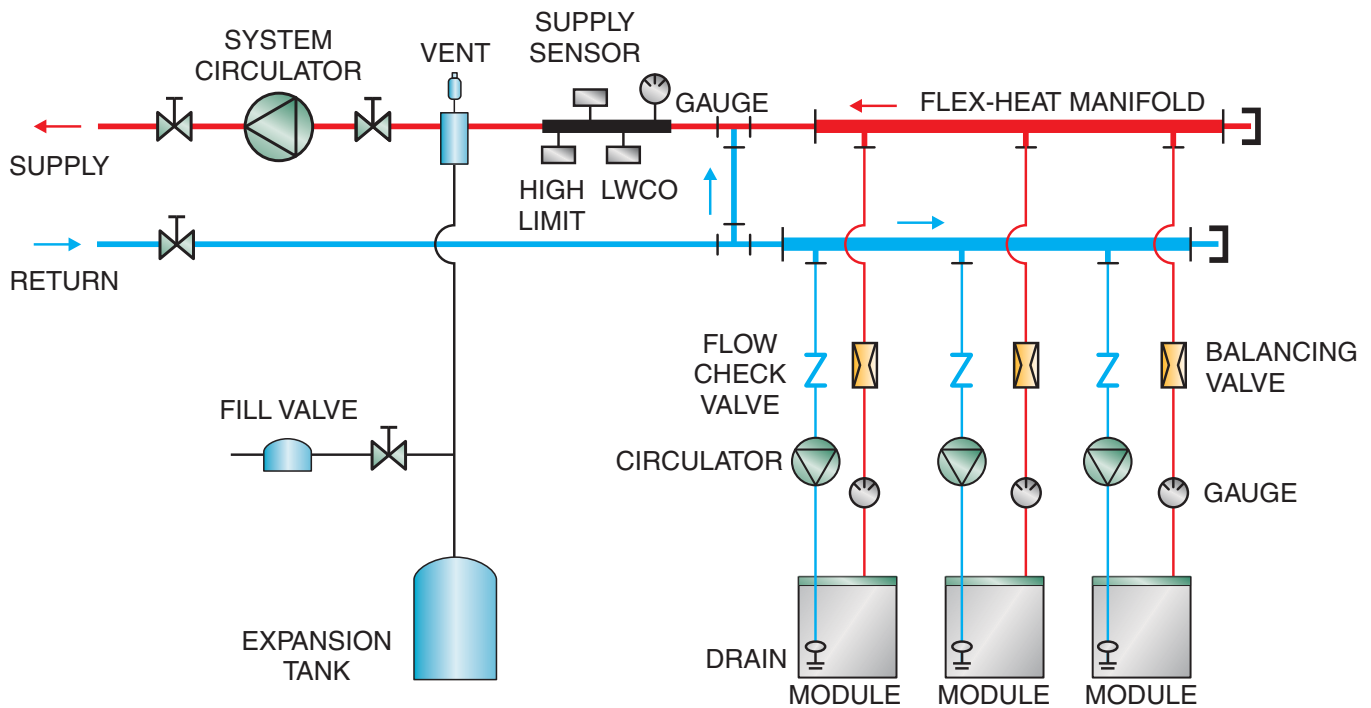 SYSTEM
CIRCULATOR
VENT
SUPPLY
SENSOR
GAUGE
FLEX-HEAT MANIFOLD
SUPPLY
HIGH
LIMIT
LWCO
RETURN
FLOW
CHECK
VALVE
BALANCING
VALVE
FILL VALVE
CIRCULATOR
GAUGE
EXPANSION
TANK
DRAIN
MODULE
MODULE
MODULE